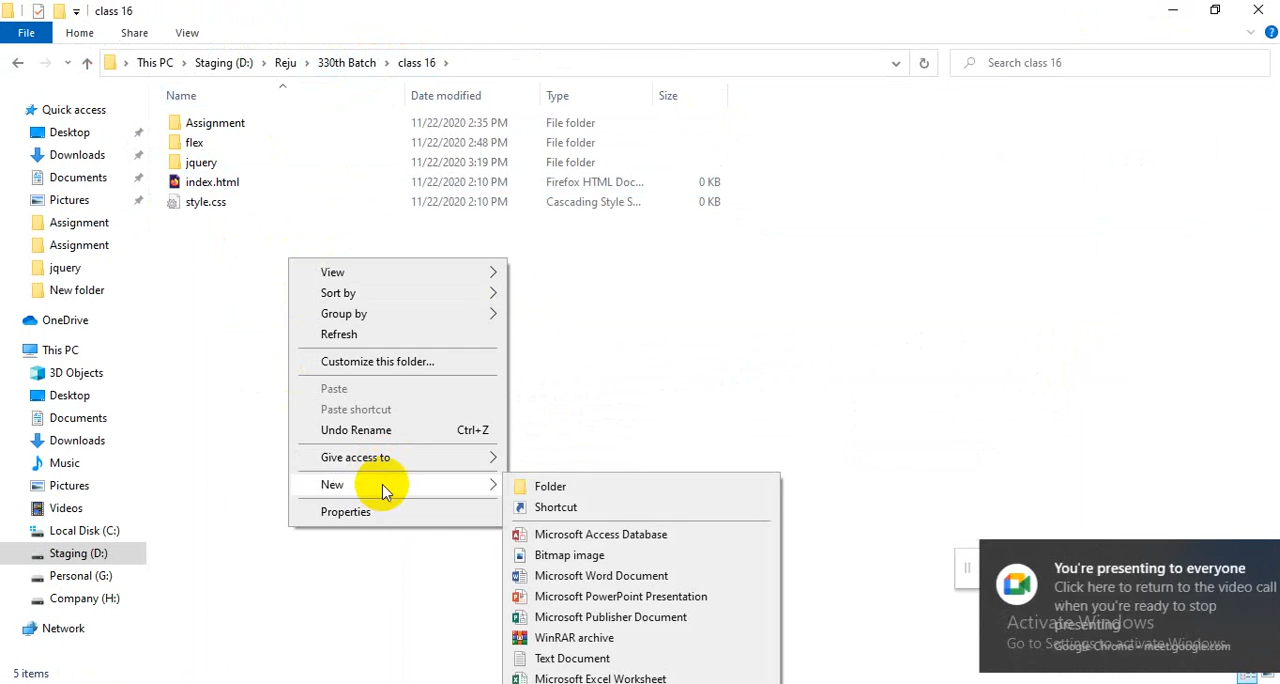 class 16
File Home Share View
This PC Staging (D:) Reju 330th Batch class 16 Search class 16
Name Date modified Type Size
Assignment 11/22/2020 2:35 PM File folder
flex 11/22/2020 2:48 PM File folder
jquery 11/22/2020 3:19 PM File folder
index.html 11/22/2020 2:10 PM Firefox HTML Doc... 0 KB
style.css 11/22/2020 2:10 PM Cascading Style S... 0 KB
Quick access
Desktop
Downloads
Documents
Pictures
Assignment
Assignment
jquery
New folder
OneDrive
This PC
3D Objects
Desktop
Documents
Downloads
Music
Pictures
Videos
Local Disk (C:)
Staging (D:)
Personal (G:)
Company (H:)
Network
5 items
View
Sort by
Group by
Refresh
Customize this folder...
Paste
Paste shortcut
Undo Rename Ctrl+Z
Give access to
New
Properties
Folder
Shortcut
Microsoft Access Database
Bitmap image
Microsoft Word Document
Microsoft PowerPoint Presentation
Microsoft Publisher Document
WinRAR archive
Text Document
Microsoft Excel Worksheet
You're presenting to everyone
Click here to return to the video call
when you're ready to stop
presenting
Google Chrome • meet.google.com
Activate Windows
Go to Settings to activate Windows.